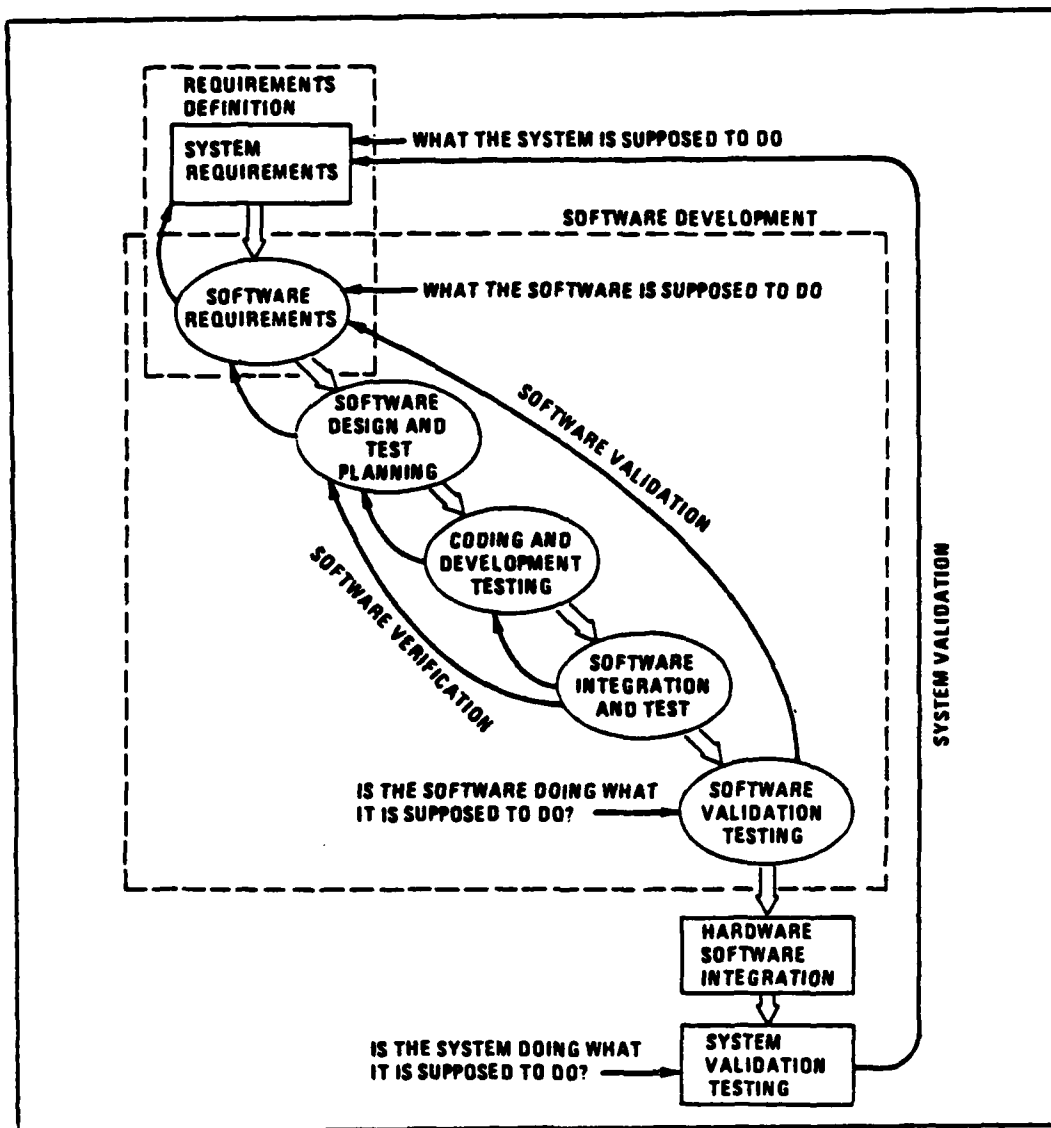 REQUIREMENTS
DEFINITION
SYSTEM
REQUIREMENTS
WHAT THE SYSTEM IS SUPPOSED TO DO
SOFTWARE DEVELOPMENT
SOFTWARE
REQUIREMENTS
WHAT THE SOFTWARE IS SUPPOSED TO DO
SOFTWARE
DESIGN AND
TEST
PLANNING
SOFTWARE VALIDATION
CODING AND
DEVELOPMENT
TESTING
SOFTWARE VERIFICATION
SOFTWARE
INTEGRATION
AND TEST
SYSTEM VALIDATION
IS THE SOFTWARE DOING WHAT
IT IS SUPPOSED TO DO?
SOFTWARE
VALIDATION
TESTING
HARDWARE
SOFTWARE
INTEGRATION
IS THE SYSTEM DOING WHAT
IT IS SUPPOSED TO DO?
SYSTEM
VALIDATION
TESTING